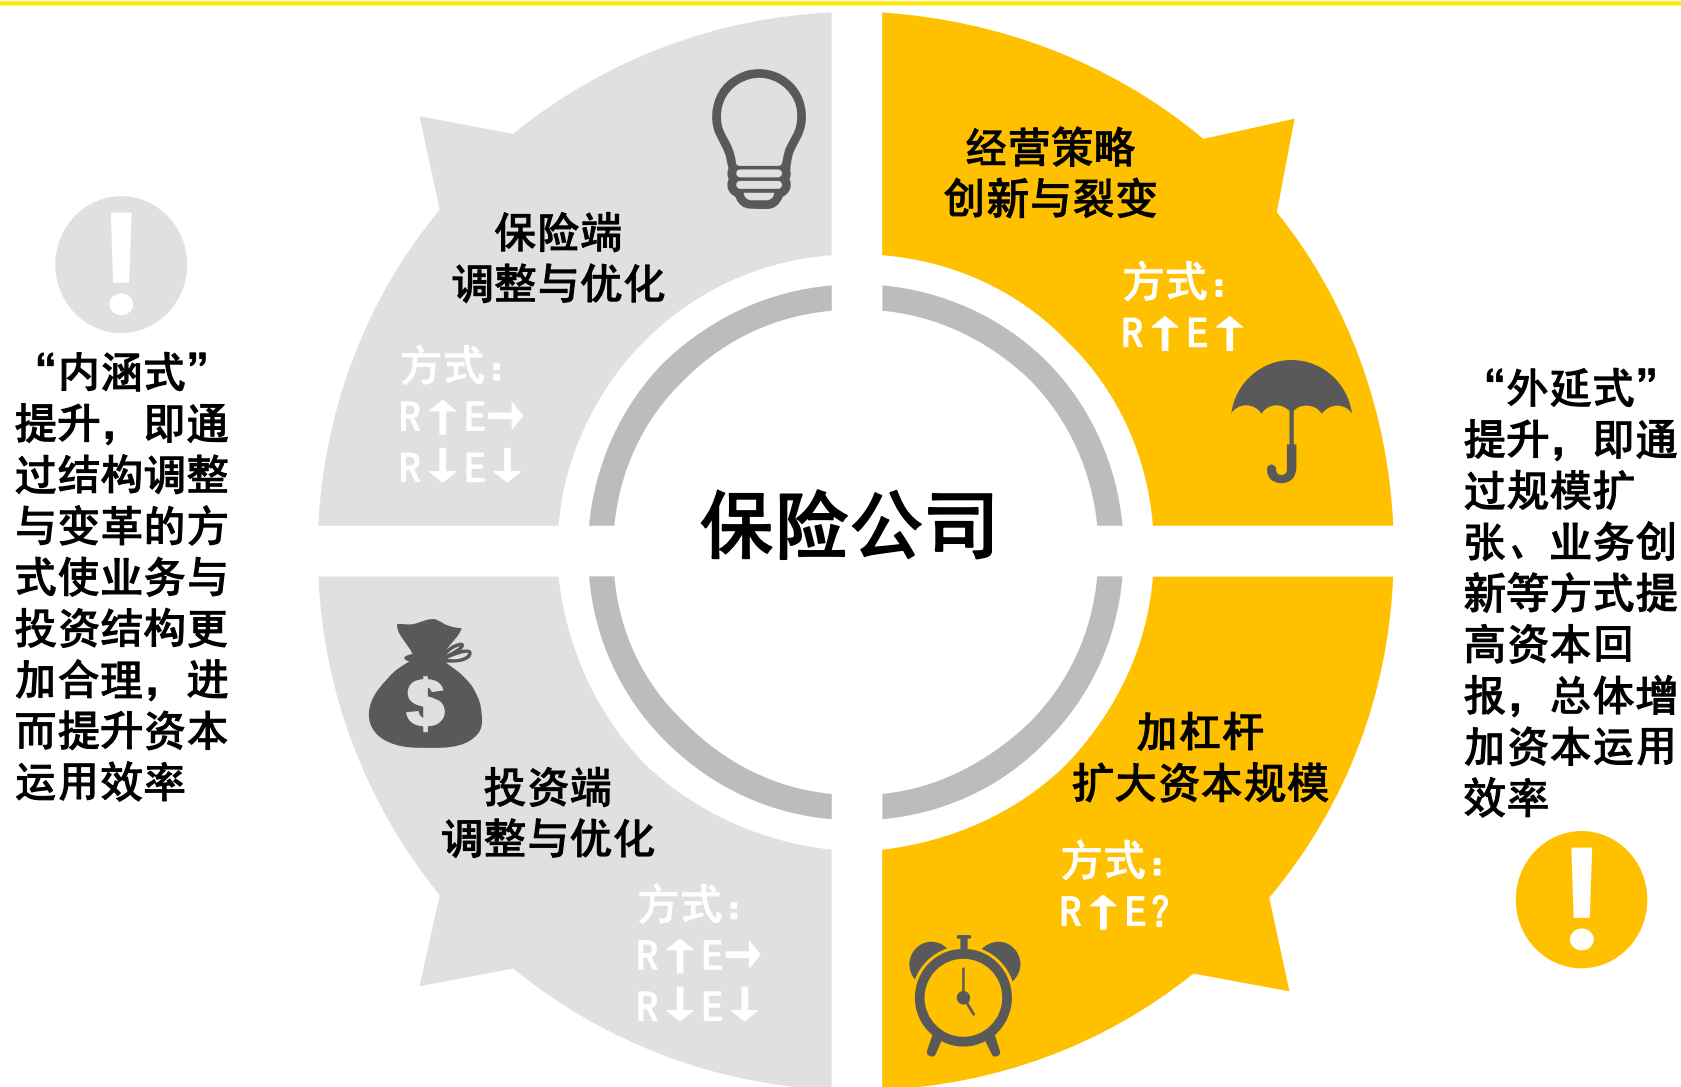 “内涵式”
提升，即通
过结构调整
与变革的方
式使业务与
投资结构更
加合理，进
而提升资本
运用效率
保险端
调整与优化
方式：
R↑E→
R↓E↓
经营策略
创新与裂变
方式：
R↑E↑
保险公司
$
投资端
调整与优化
方式：
R↑E→
R↓E↓
加杠杆
扩大资本规模
方式：
R↑E?
“外延式”
提升，即通
过规模扩
张、业务创
新等方式提
高资本回
报，总体增
加资本运用
效率